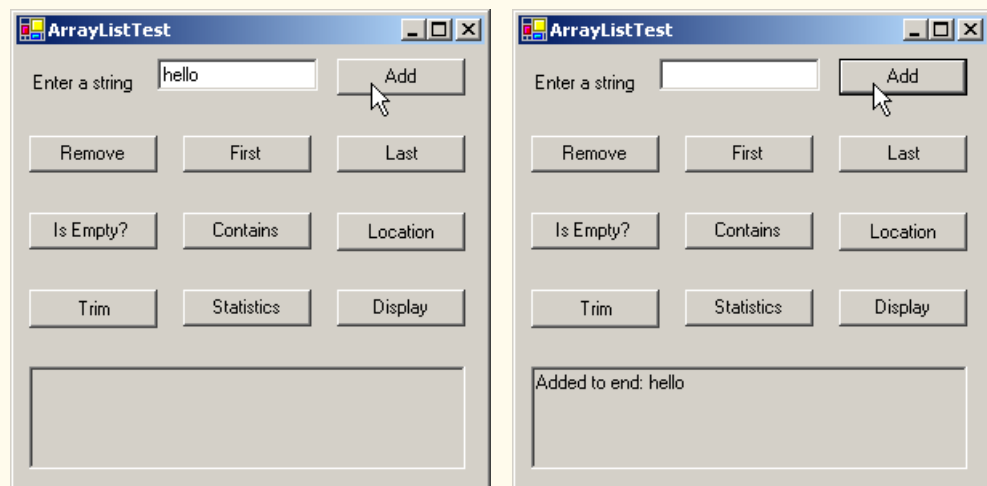 ArrayListTest
Enter a string hello Add
Remove First Last
Is Empty? Contains Location
Trim Statistics Display
ArrayListTest
Enter a string Add
Remove First Last
Is Empty? Contains Location
Trim Statistics Display
Added to end: hello